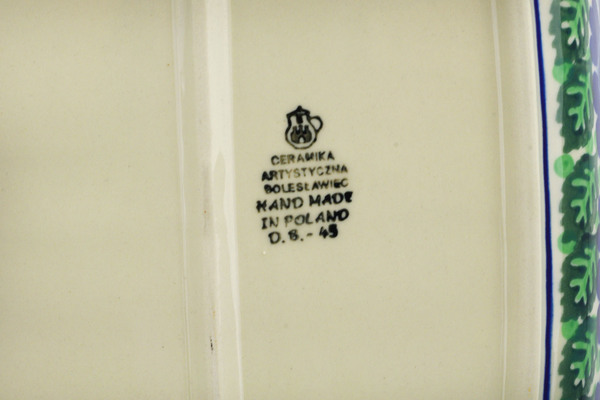 CERAMIKA
ARTYSTYCZNA
BOLESŁAWIEC
HAND MADE
IN POLAND
D.B.- 45